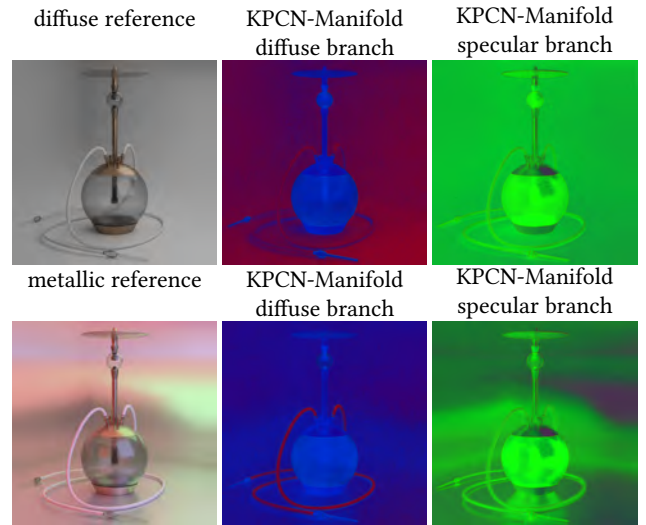 diffuse reference
KPCN-Manifold
diffuse branch
KPCN-Manifold
specular branch
metallic reference
KPCN-Manifold
diffuse branch
KPCN-Manifold
specular branch